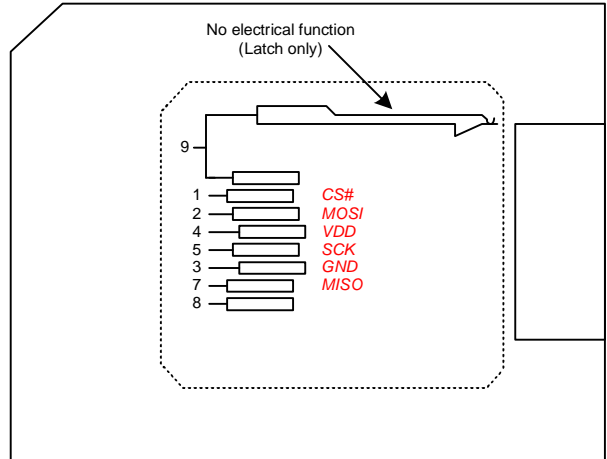 No electrical function
(Latch only)
9
1 CS#
2 MOSI
4 VDD
5 SCK
3 GND
7 MISO
8